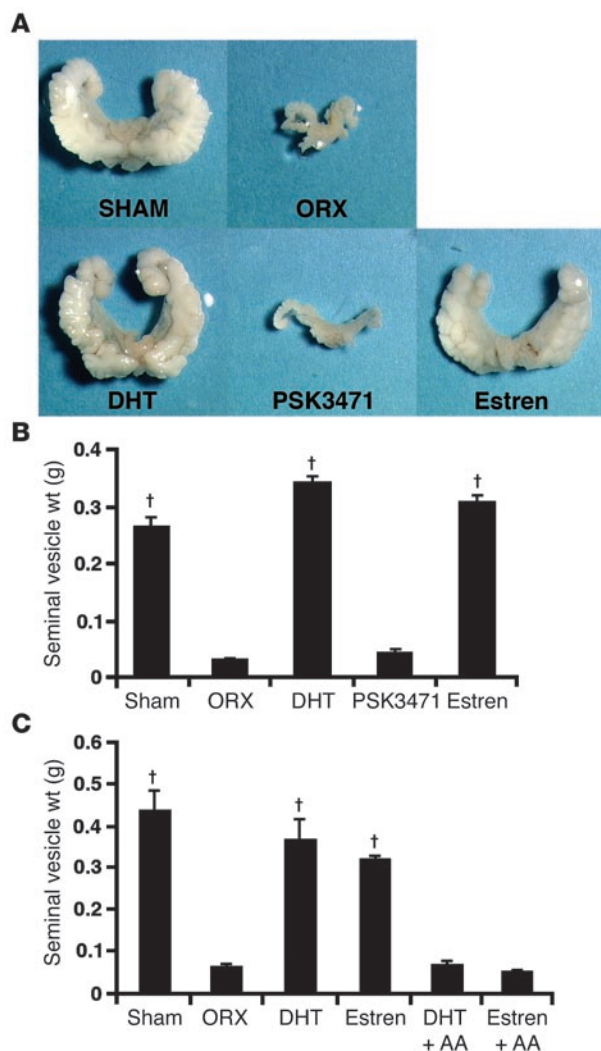 A
SHAM ORX
DHT PSK3471 Estren
B
Seminal vesicle wt (g)
0.4
0.3
0.2
0.1
0
† † †
Sham ORX DHT PSK3471 Estren
C
Seminal vesicle wt (g)
0.6
0.5
0.4
0.3
0.2
0.1
0
† † †
Sham ORX DHT Estren DHT Estren
+ AA + AA